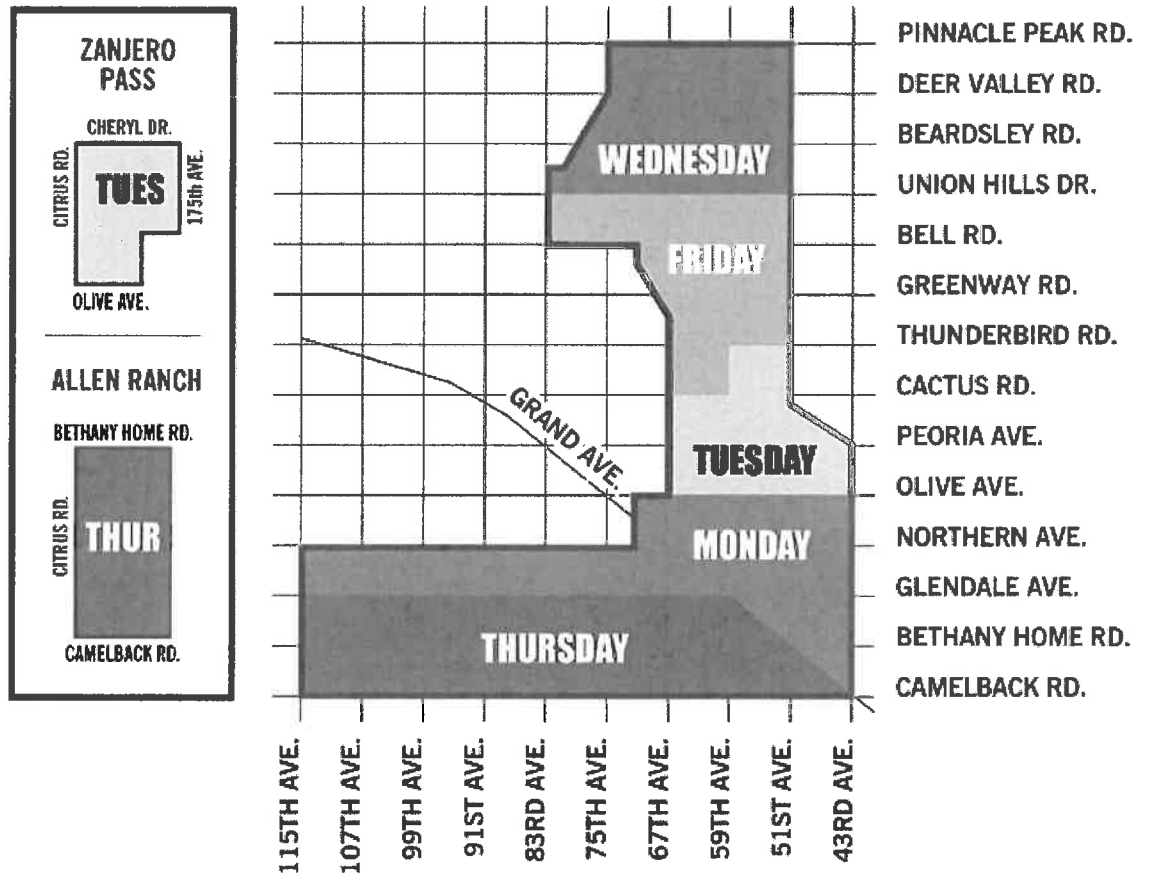 ZANJERO
PASS
CHERYL DR.
CITRUS RD.
TUES
175th AVE.
OLIVE AVE.
ALLEN RANCH
BETHANY HOME RD.
CITRUS RD.
THUR
CAMELBACK RD.
WEDNESDAY
FRIDAY
GRAND AVE.
TUESDAY
MONDAY
THURSDAY
PINNACLE PEAK RD.
DEER VALLEY RD.
BEARDSLEY RD.
UNION HILLS DR.
BELL RD.
GREENWAY RD.
THUNDERBIRD RD.
CACTUS RD.
PEORIA AVE.
OLIVE AVE.
NORTHERN AVE.
GLENDALE AVE.
BETHANY HOME RD.
CAMELBACK RD.
115TH AVE.
107TH AVE.
99TH AVE.
91ST AVE.
83RD AVE.
75TH AVE.
67TH AVE.
59TH AVE.
51ST AVE.
43RD AVE.